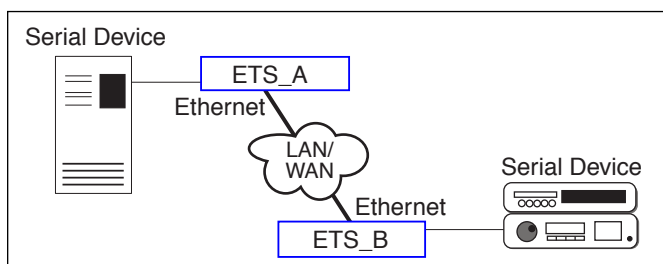 Serial Device
ETS_A
Ethernet
LAN/
WAN
Serial Device
Ethernet
ETS_B